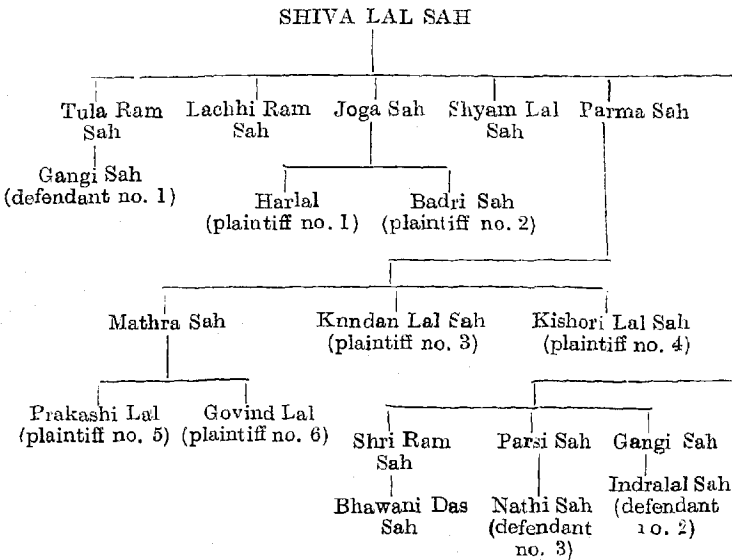 SHIVA LAL SAH
Tula Ram Lachhi Ram Joga Sah Shyam Lal Parma Sah
Sah Sah Sah
Gangi Sah
(defendant no. 1)
Harlal Badri Sah
(plaintiff no. 1) (plaintiff no. 2)
Mathra Sah Knndan Lal Sah Kishori Lal Sah
(plaintiff no. 3) (plaintiff no. 4)
Prakashi Lal Govind Lal
(plaintiff no. 5) (plaintiff no. 6)
Shri Ram Parsi Sah Gangi Sah
Sah
Indralal Sah
Bhawani Das Nathi Sah (defendant
Sah (defendant no. 2)
no. 3)